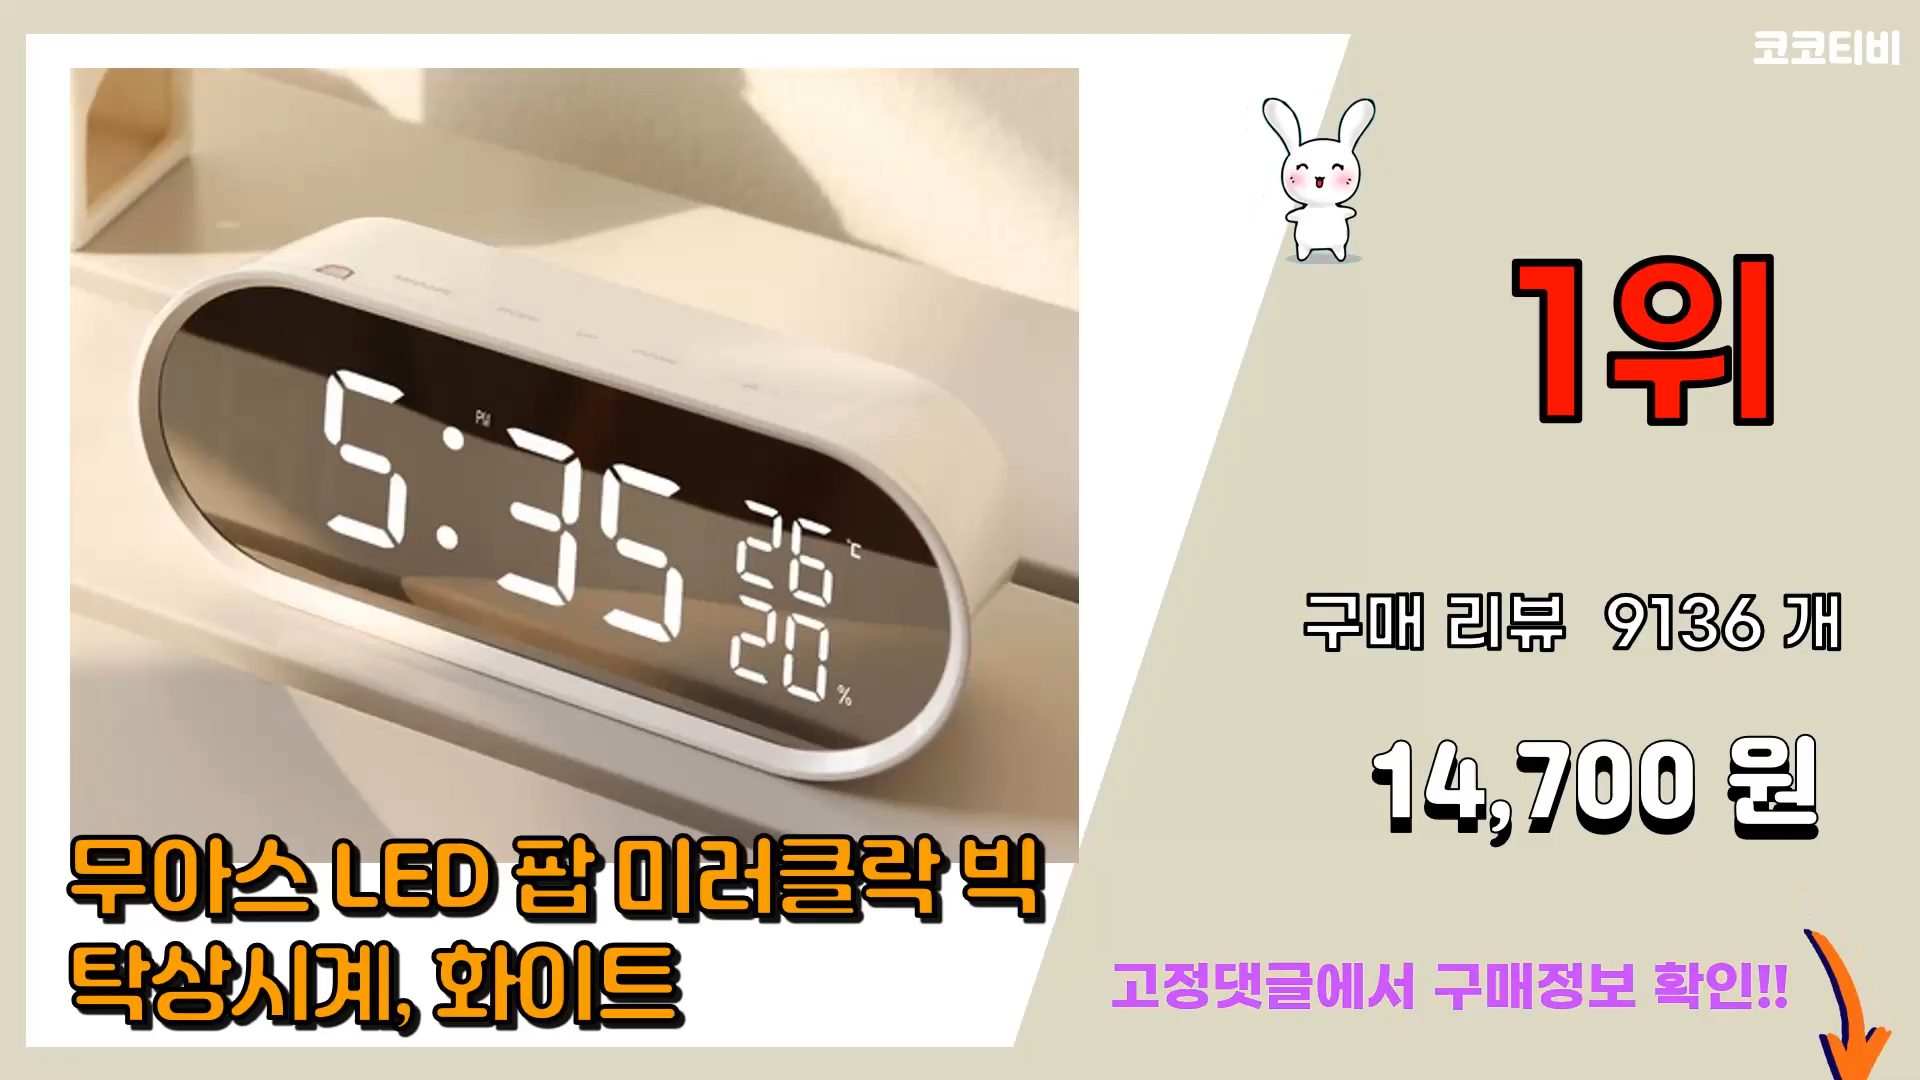 코코티비
1위
5:35
PM
26
℃
20
%
구매 리뷰 9136 개
14,700 원
무아스 LED 팝 미러클락 빅
탁상시계, 화이트
고정댓글에서 구매정보 확인!!